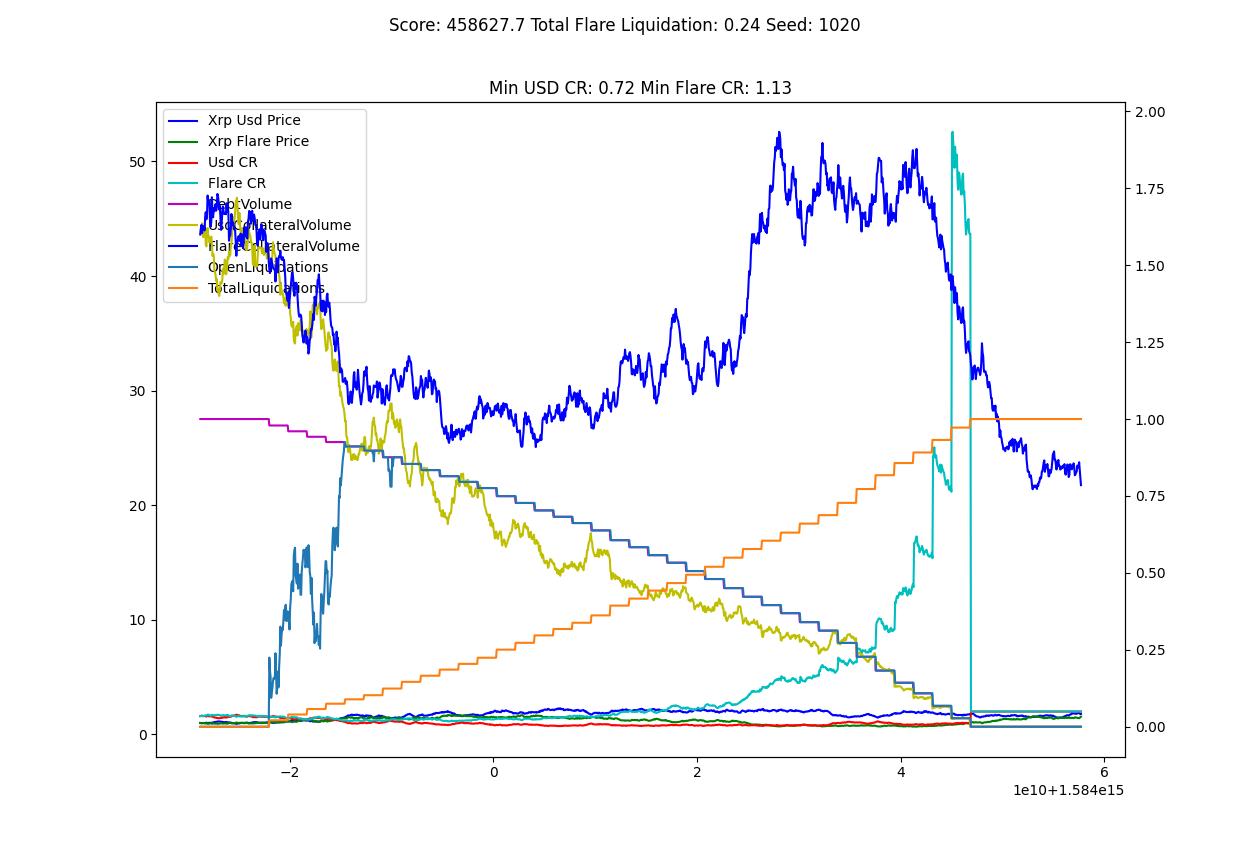 Score: 458627.7 Total Flare Liquidation: 0.24 Seed: 1020
Min USD CR: 0.72 Min Flare CR: 1.13
Xrp Usd Price
Xrp Flare Price
Usd CR
Flare CR
Debt Volume
UsdCollateralVolume
FlareCollateralVolume
OpenLiquidations
TotalLiquidations
50
40
30
20
10
0
2.00
1.75
1.50
1.25
1.00
0.75
0.50
0.25
0.00
−2
0
2
4
6
1e10+1.584e15